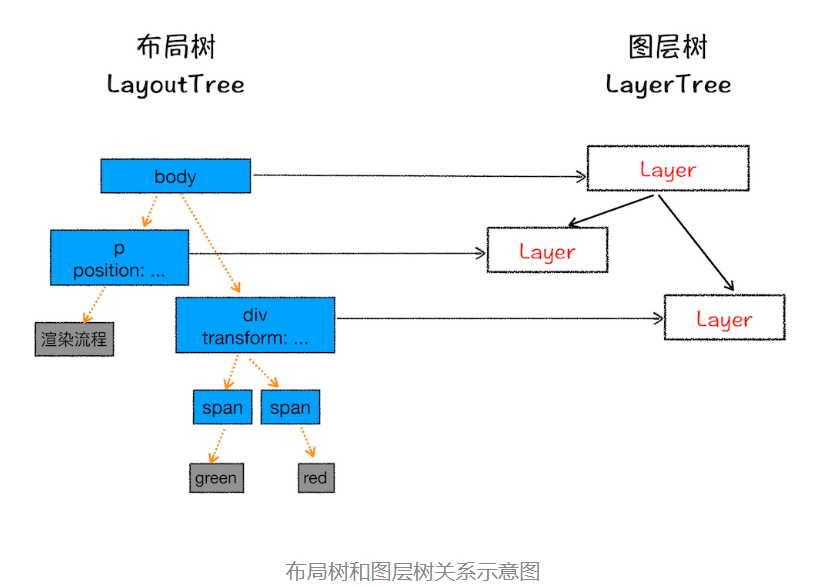 布局树
LayoutTree
图层树
LayerTree
body
Layer
p
position: ...
Layer
div
transform: ...
Layer
渲染流程
span
span
green
red
布局树和图层树关系示意图